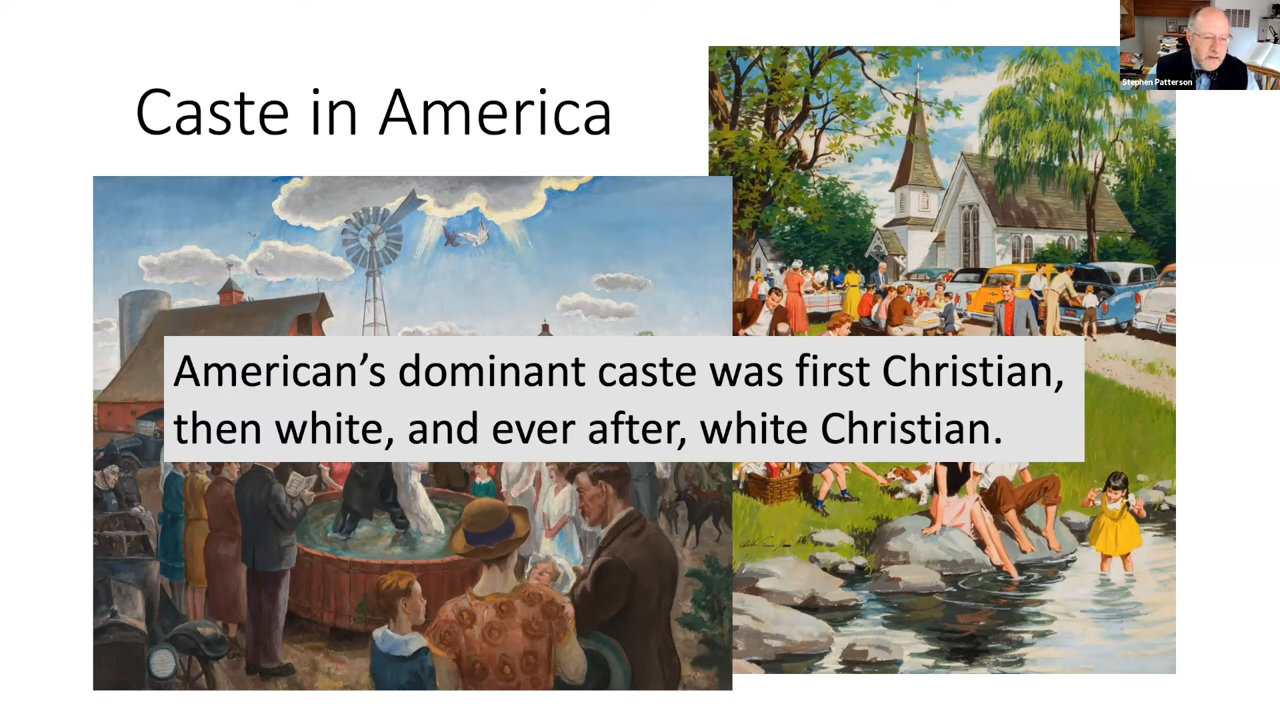 Stephen Patterson
Caste in America
American’s dominant caste was first Christian,
then white, and ever after, white Christian.